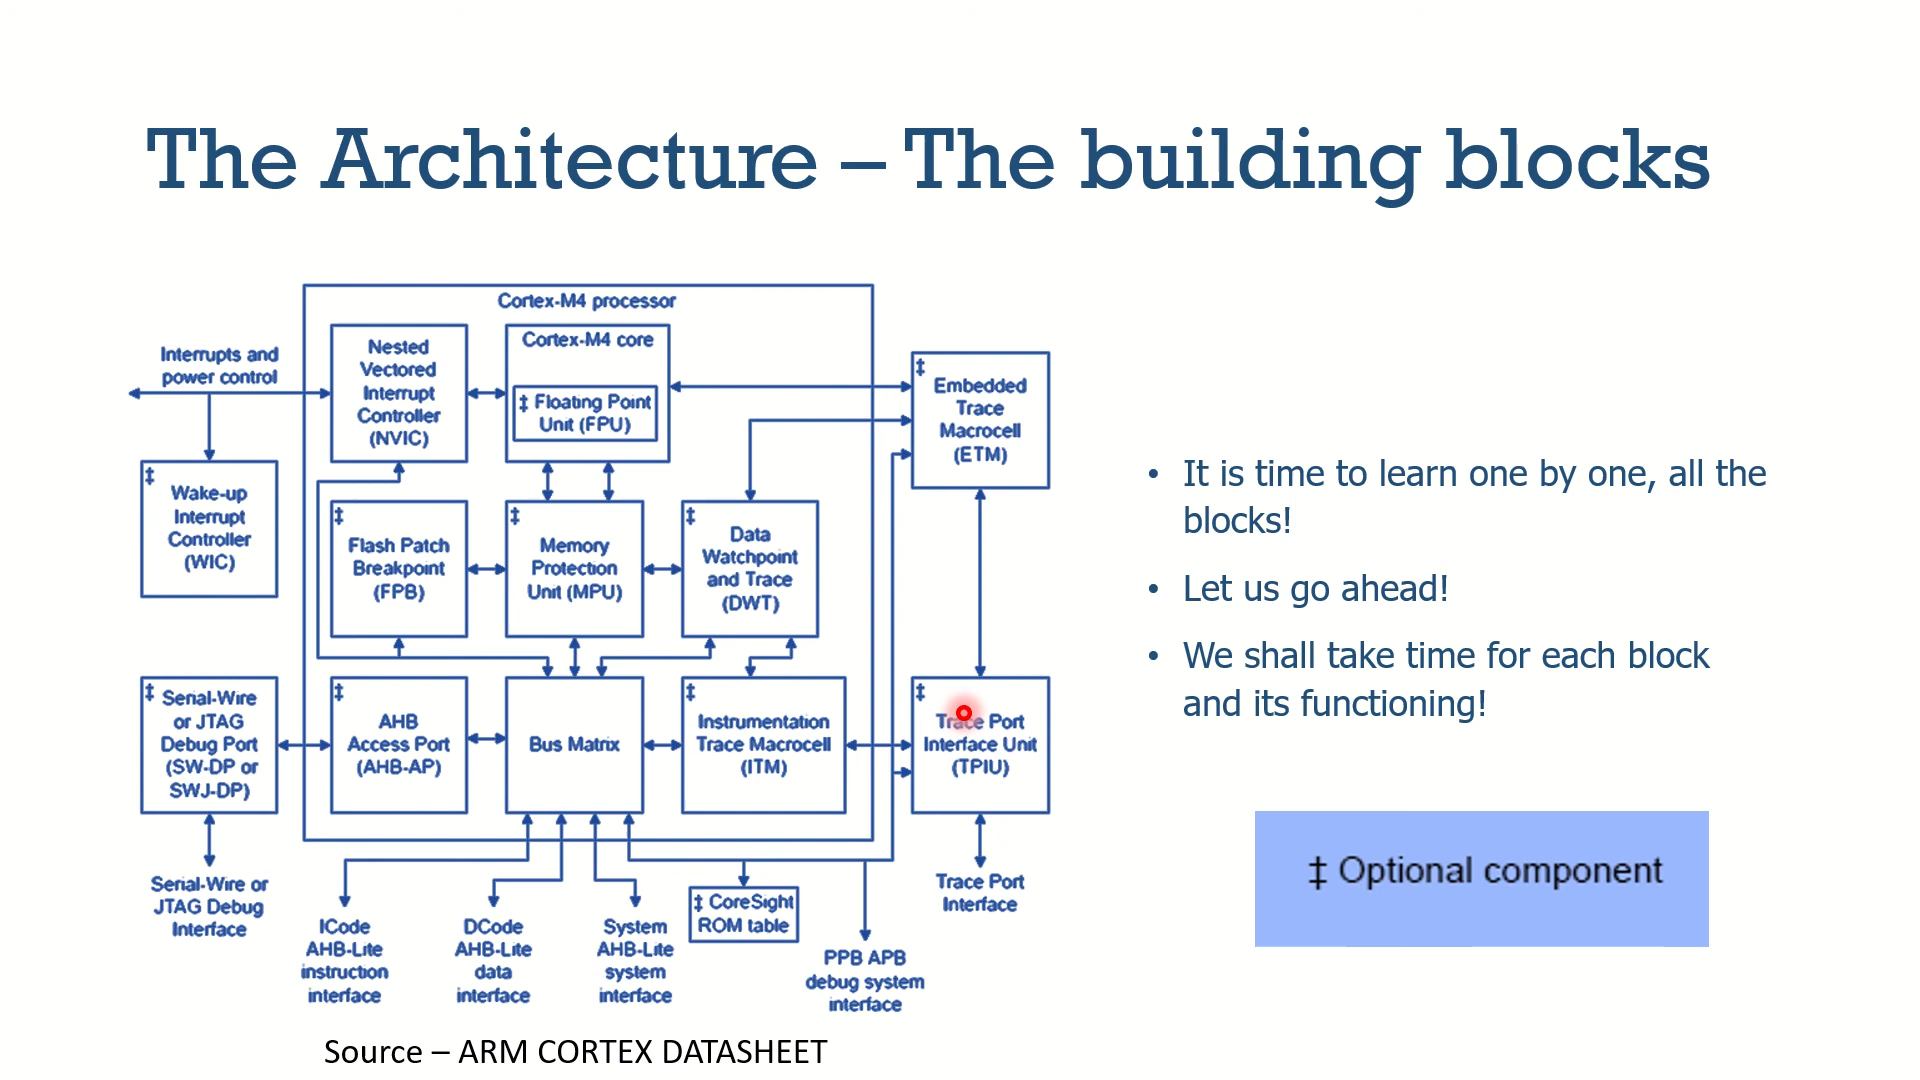 The Architecture – The building blocks
Cortex-M4 processor
Interrupts and
power control
Nested
Vectored
Interrupt
Controller
(NVIC)
Cortex-M4 core
‡ Floating Point
Unit (FPU)
‡
Embedded
Trace
Macrocell
(ETM)
‡
Wake-up
Interrupt
Controller
(WIC)
‡
Flash Patch
Breakpoint
(FPB)
‡
Memory
Protection
Unit (MPU)
‡
Data
Watchpoint
and Trace
(DWT)
‡ Serial-Wire
or JTAG
Debug Port
(SW-DP or
SWJ-DP)
‡
AHB
Access Port
(AHB-AP)
Bus Matrix
‡
Instrumentation
Trace Macrocell
(ITM)
‡
Trace Port
Interface Unit
(TPIU)
Serial-Wire or
JTAG Debug
Interface
ICode
AHB-Lite
instruction
interface
DCode
AHB-Lite
data
interface
System
AHB-Lite
system
interface
‡ CoreSight
ROM table
PPB APB
debug system
interface
Trace Port
Interface
Source – ARM CORTEX DATASHEET
• It is time to learn one by one, all the
blocks!
• Let us go ahead!
• We shall take time for each block
and its functioning!
‡ Optional component